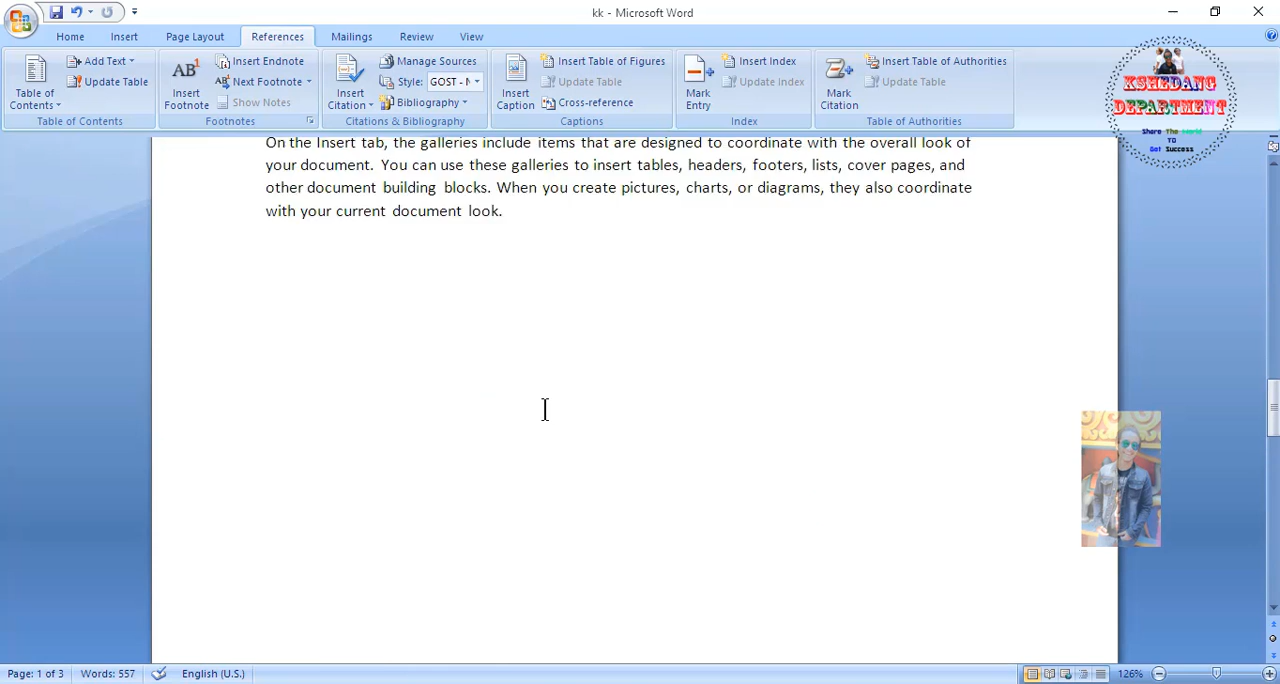 kk - Microsoft Word
Home Insert Page Layout References Mailings Review View
Table of Contents
Add Text
Update Table
Table of Contents
AB¹ Insert Footnote
Insert Endnote
AB Next Footnote
Show Notes
Footnotes
Insert Citation
Manage Sources
Style: GOST - N
Bibliography
Citations & Bibliography
Insert Caption
Insert Table of Figures
Update Table
Cross-reference
Captions
Mark Entry
Insert Index
Update Index
Index
Mark Citation
Insert Table of Authorities
Update Table
Table of Authorities
KSHEDANG
DEPARTMENT
Share The World
TO
Got Success
On the Insert tab, the galleries include items that are designed to coordinate with the overall look of
your document. You can use these galleries to insert tables, headers, footers, lists, cover pages, and
other document building blocks. When you create pictures, charts, or diagrams, they also coordinate
with your current document look.
Page: 1 of 3 Words: 557 English (U.S.) 126%